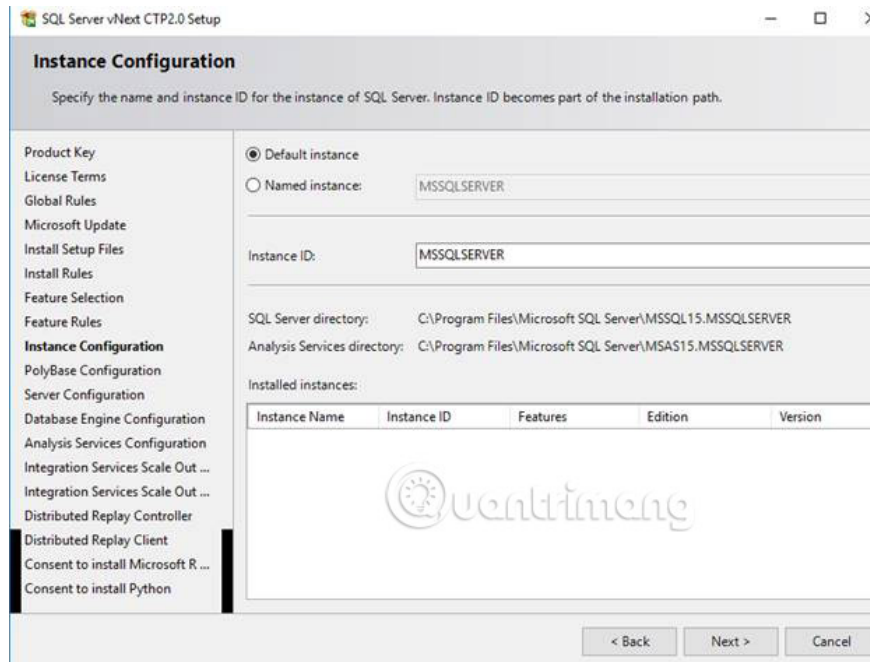 SQL Server vNext CTP2.0 Setup
Instance Configuration
Specify the name and instance ID for the instance of SQL Server. Instance ID becomes part of the installation path.
Product Key
License Terms
Global Rules
Microsoft Update
Install Setup Files
Install Rules
Feature Selection
Feature Rules
Instance Configuration
PolyBase Configuration
Server Configuration
Database Engine Configuration
Analysis Services Configuration
Integration Services Scale Out ...
Integration Services Scale Out ...
Distributed Replay Controller
Distributed Replay Client
Consent to install Microsoft R ...
Consent to install Python
Default instance
Named instance: MSSQLSERVER
Instance ID: MSSQLSERVER
SQL Server directory: C:\Program Files\Microsoft SQL Server\MSSQL15.MSSQLSERVER
Analysis Services directory: C:\Program Files\Microsoft SQL Server\MSAS15.MSSQLSERVER
Installed instances:
Instance Name Instance ID Features Edition Version
Quantrimang
< Back Next > Cancel